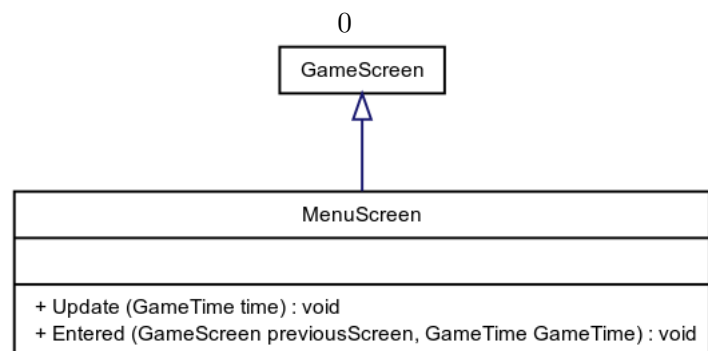 0
GameScreen
MenuScreen
+ Update (GameTime time) : void
+ Entered (GameScreen previousScreen, GameTime GameTime) : void